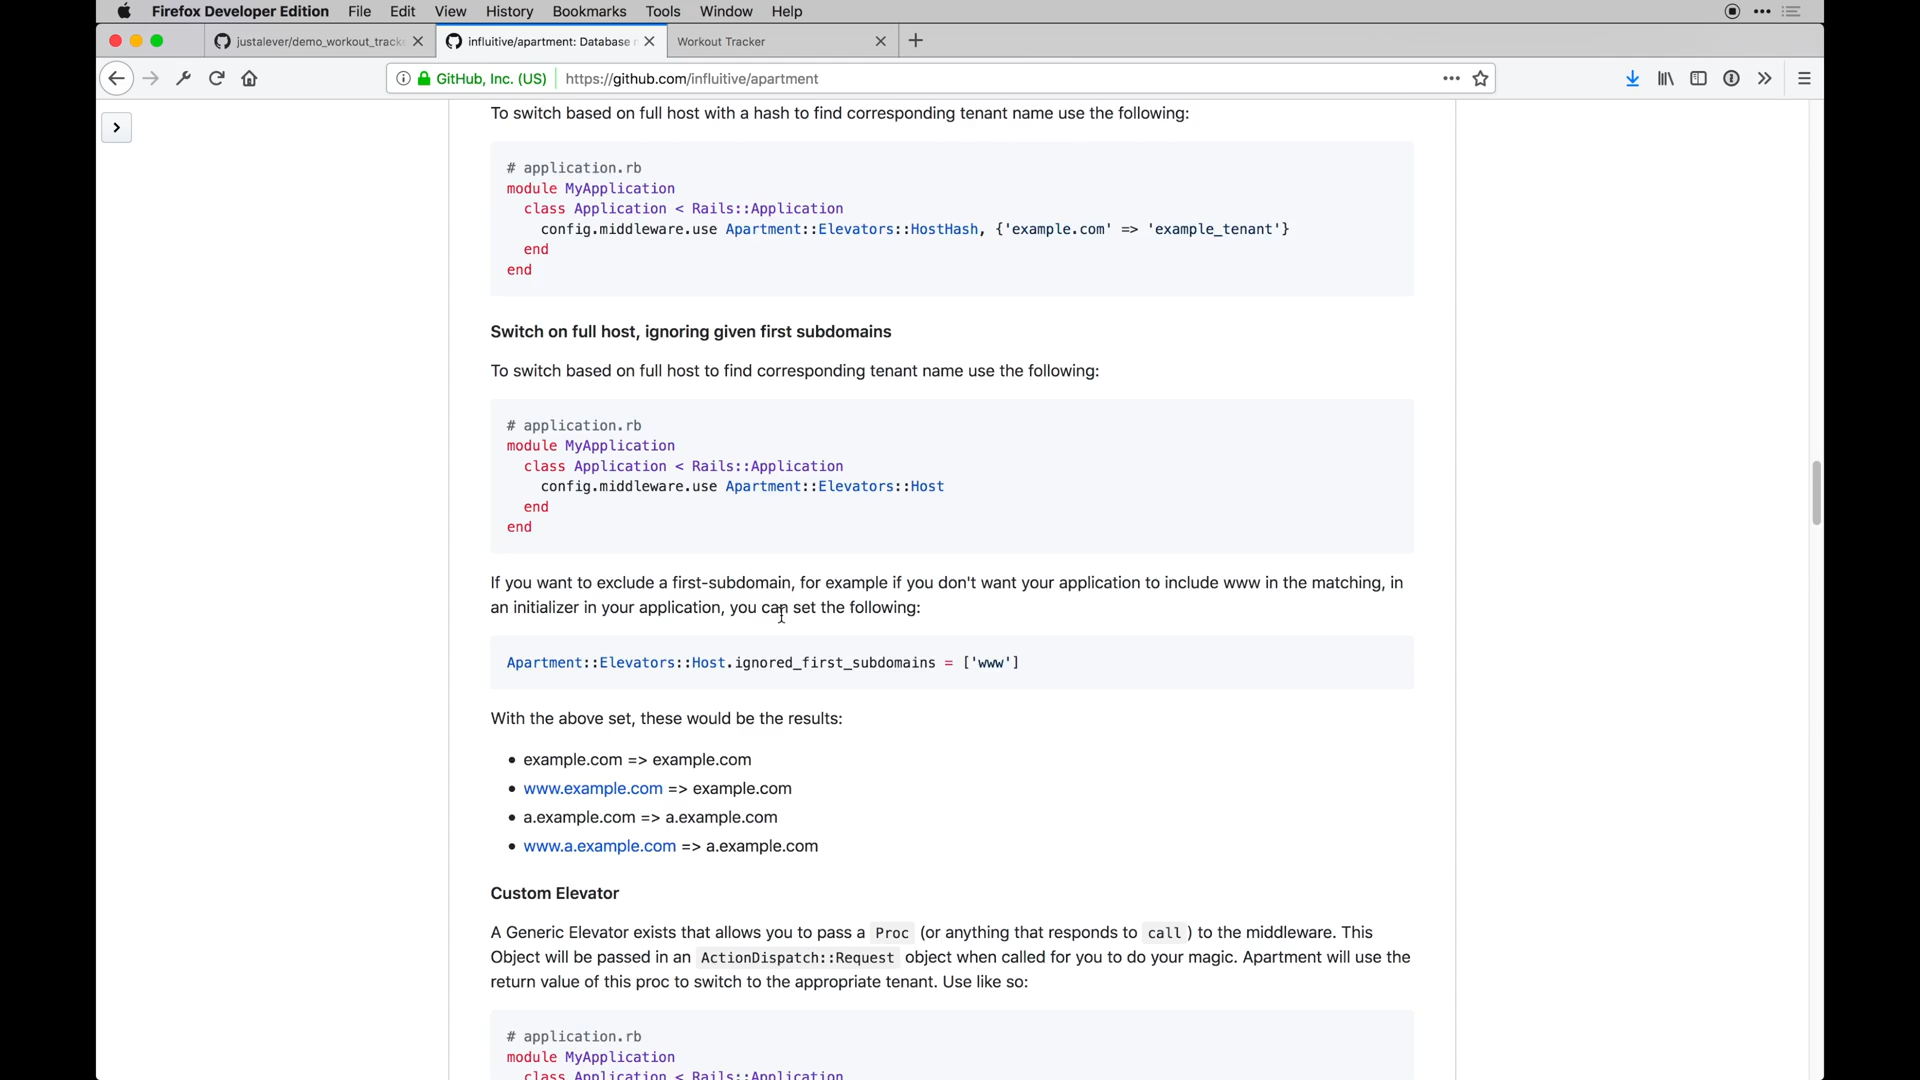 Firefox Developer Edition File Edit View History Bookmarks Tools Window Help
justalever/demo_workout_track
influitive/apartment: Database
Workout Tracker
GitHub, Inc. (US) https://github.com/influitive/apartment
To switch based on full host with a hash to find corresponding tenant name use the following:
# application.rb
module MyApplication
class Application < Rails::Application
config.middleware.use Apartment::Elevators::HostHash, {'example.com' => 'example_tenant'}
end
end
Switch on full host, ignoring given first subdomains
To switch based on full host to find corresponding tenant name use the following:
# application.rb
module MyApplication
class Application < Rails::Application
config.middleware.use Apartment::Elevators::Host
end
end
If you want to exclude a first-subdomain, for example if you don't want your application to include www in the matching, in
an initializer in your application, you can set the following:
Apartment::Elevators::Host.ignored_first_subdomains = ['www']
With the above set, these would be the results:
• example.com => example.com
• www.example.com => example.com
• a.example.com => a.example.com
• www.a.example.com => a.example.com
Custom Elevator
A Generic Elevator exists that allows you to pass a Proc (or anything that responds to call ) to the middleware. This
Object will be passed in an ActionDispatch::Request object when called for you to do your magic. Apartment will use the
return value of this proc to switch to the appropriate tenant. Use like so:
# application.rb
module MyApplication
class Application < Rails::Application